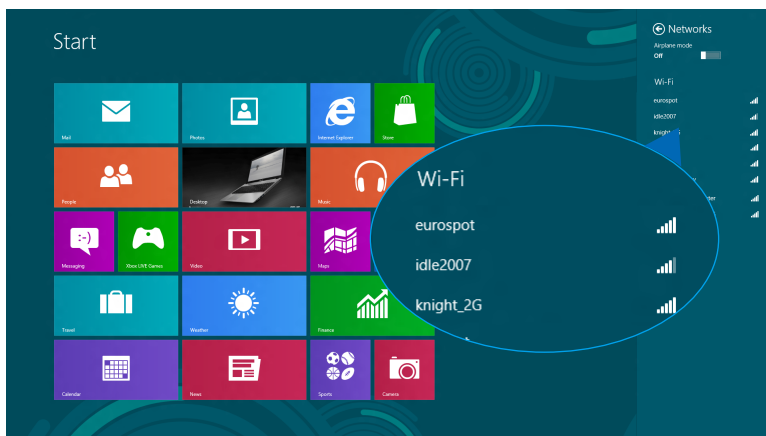 Start
Networks
Airplane mode
Off
Wi-Fi
eurospot
idle2007
Mail
Photos
Internet Explorer
Store
People
Desktop
Music
Messaging
Xbox LIVE Games
Video
Maps
Travel
Weather
Finance
Calendar
News
Sports
Camera
Wi-Fi
eurospot
idle2007
knight_2G